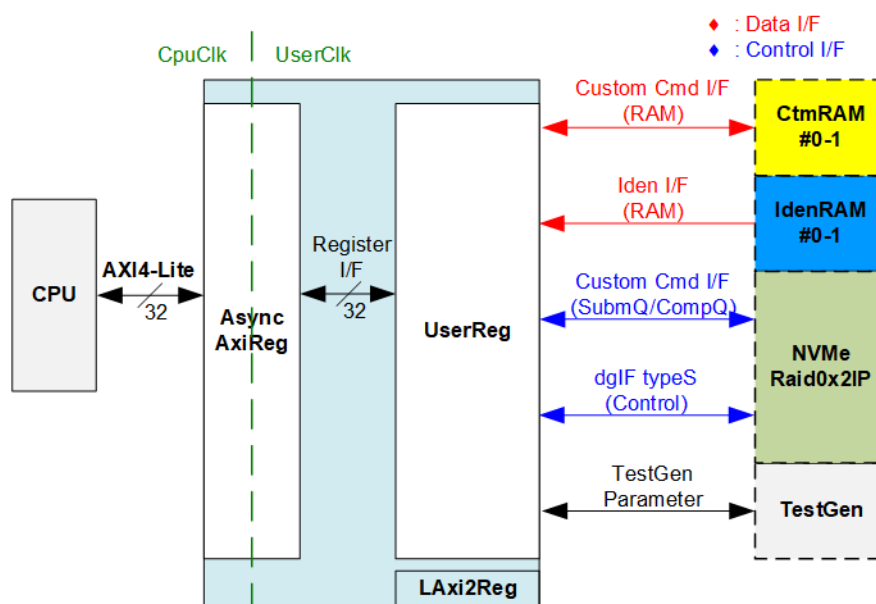 ♦ : Data I/F
♦ : Control I/F
CpuClk
UserClk
Custom Cmd I/F
(RAM)
CtmRAM
#0-1
Iden I/F
(RAM)
IdenRAM
#0-1
CPU
AXI4-Lite
32
Async
AxiReg
Register
I/F
32
UserReg
Custom Cmd I/F
(SubmQ/CompQ)
dgIF typeS
(Control)
NVMe
Raid0x2IP
TestGen
Parameter
TestGen
LAxi2Reg